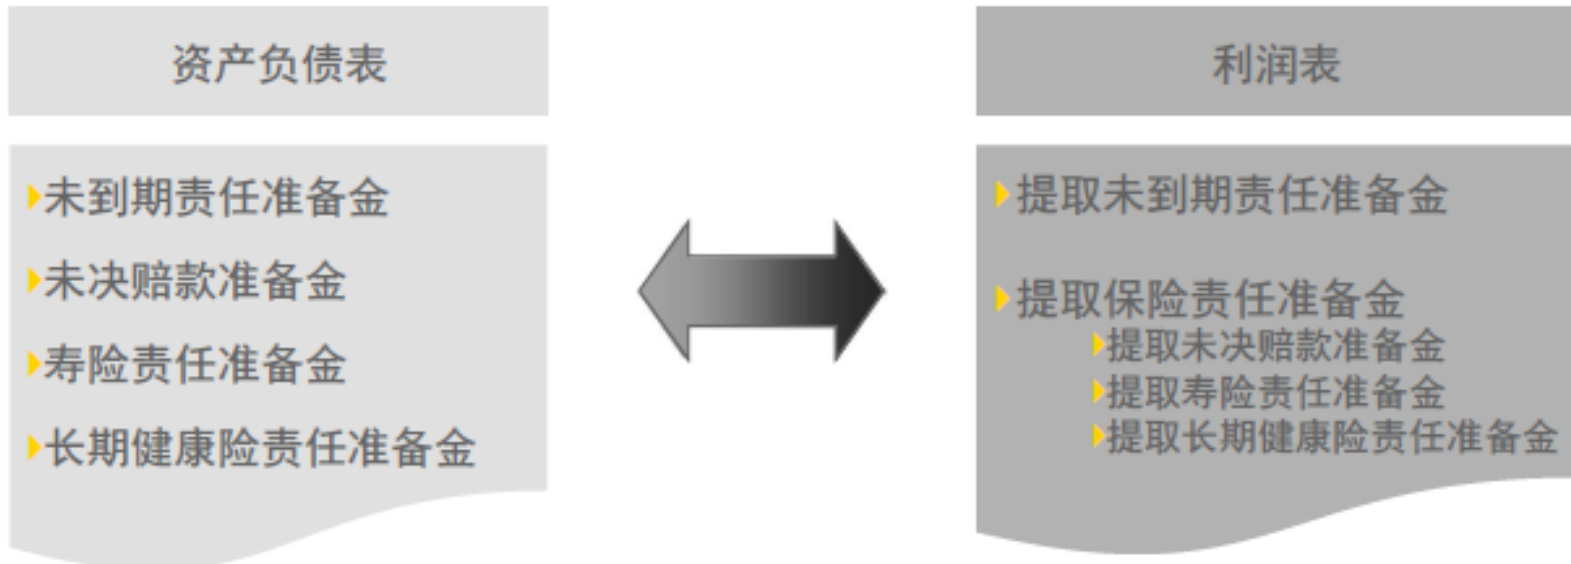 资产负债表
未到期责任准备金
未决赔款准备金
寿险责任准备金
长期健康险责任准备金
利润表
提取未到期责任准备金
提取保险责任准备金
提取未决赔款准备金
提取寿险责任准备金
提取长期健康险责任准备金